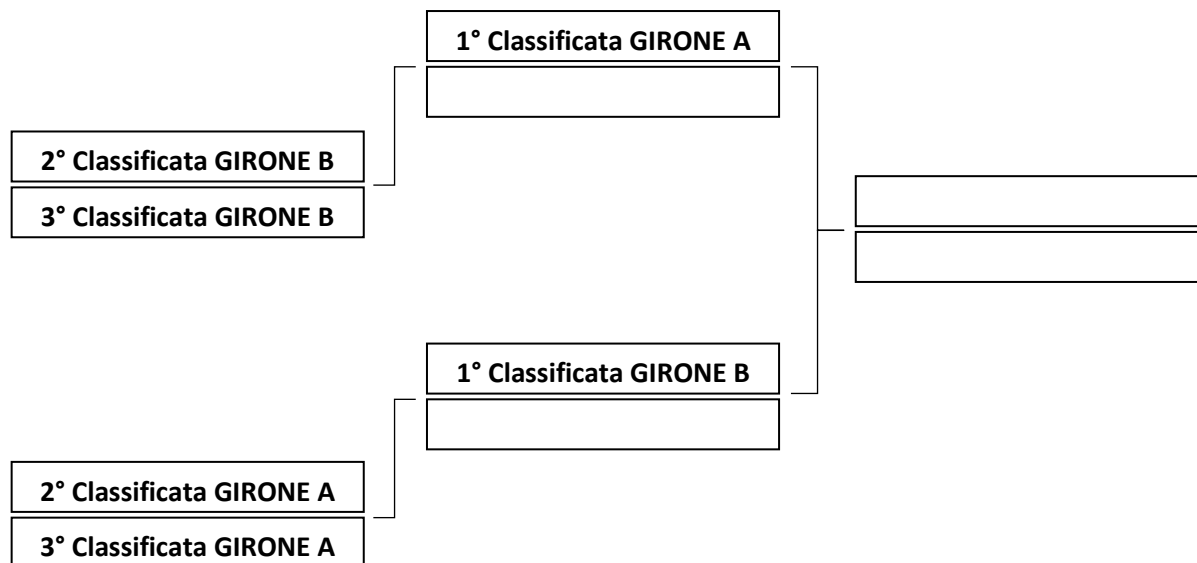 1° Classificata GIRONE A
2° Classificata GIRONE B
3° Classificata GIRONE B
1° Classificata GIRONE B
2° Classificata GIRONE A
3° Classificata GIRONE A